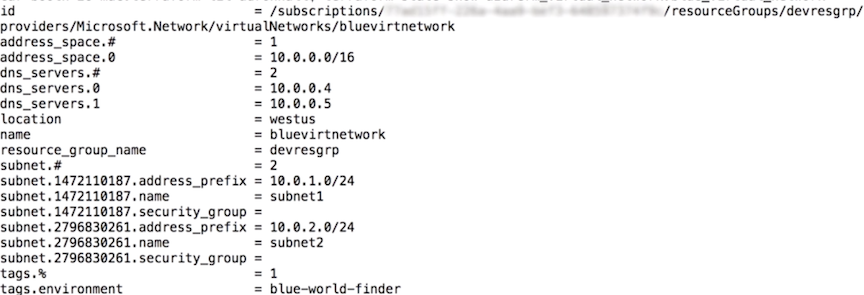 id                             = /subscriptions/ /resourceGroups/devresgrp/
providers/Microsoft.Network/virtualNetworks/bluevirtnetwork
address_space.#                = 1
address_space.0                = 10.0.0.0/16
dns_servers.#                  = 2
dns_servers.0                  = 10.0.0.4
dns_servers.1                  = 10.0.0.5
location                       = westus
name                           = bluevirtnetwork
resource_group_name            = devresgrp
subnet.#                       = 2
subnet.1472110187.address_prefix = 10.0.1.0/24
subnet.1472110187.name         = subnet1
subnet.1472110187.security_group =
subnet.2796830261.address_prefix = 10.0.2.0/24
subnet.2796830261.name         = subnet2
subnet.2796830261.security_group =
tags.%                         = 1
tags.environment               = blue-world-finder